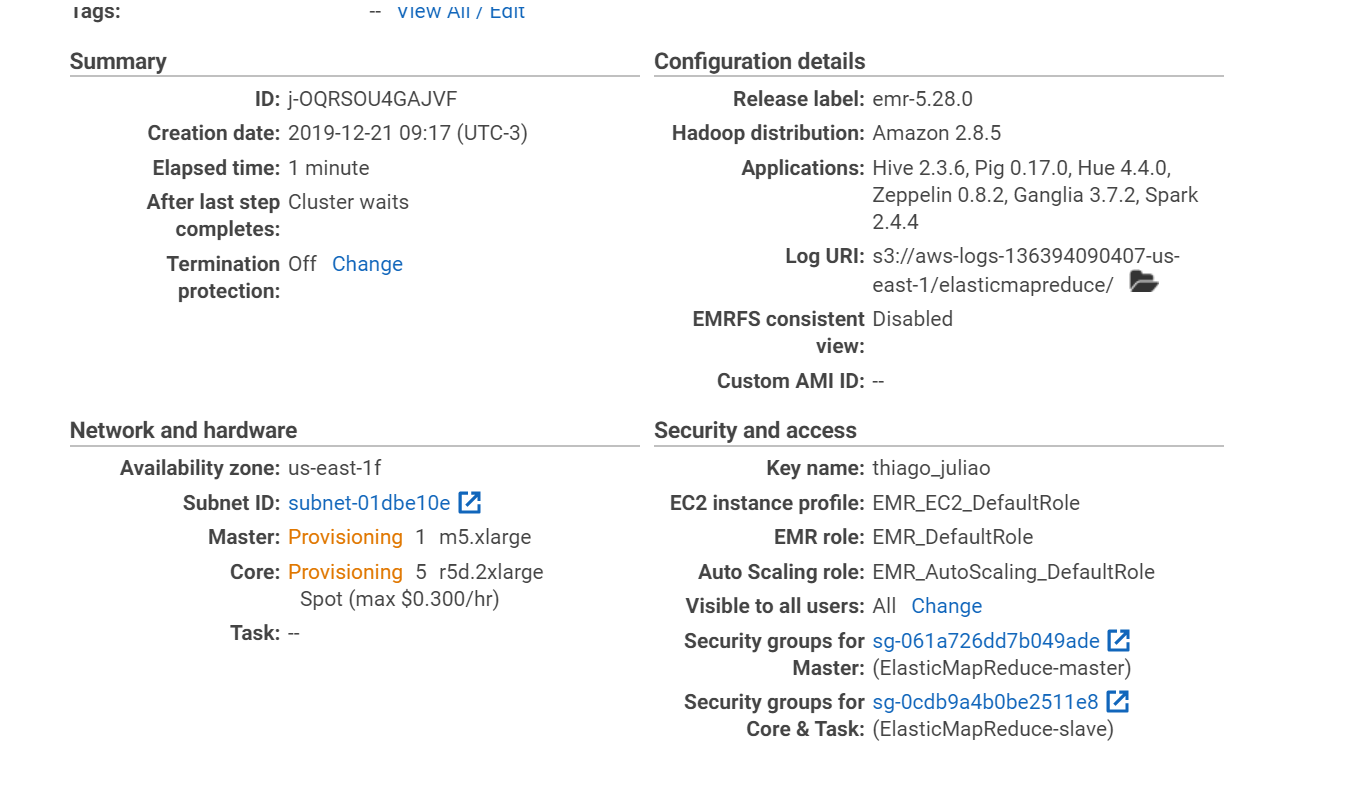 Tags: -- View All / Edit
Summary
ID: j-OQRSOU4GAJVF
Creation date: 2019-12-21 09:17 (UTC-3)
Elapsed time: 1 minute
After last step Cluster waits
completes:
Termination Off Change
protection:
Configuration details
Release label: emr-5.28.0
Hadoop distribution: Amazon 2.8.5
Applications: Hive 2.3.6, Pig 0.17.0, Hue 4.4.0,
Zeppelin 0.8.2, Ganglia 3.7.2, Spark
2.4.4
Log URI: s3://aws-logs-136394090407-us-
east-1/elasticmapreduce/
EMRFS consistent Disabled
view:
Custom AMI ID: --
Network and hardware
Availability zone: us-east-1f
Subnet ID: subnet-01dbe10e
Master: Provisioning 1 m5.xlarge
Core: Provisioning 5 r5d.2xlarge
Spot (max $0.300/hr)
Task: --
Security and access
Key name: thiago_juliao
EC2 instance profile: EMR_EC2_DefaultRole
EMR role: EMR_DefaultRole
Auto Scaling role: EMR_AutoScaling_DefaultRole
Visible to all users: All Change
Security groups for sg-061a726dd7b049ade
Master: (ElasticMapReduce-master)
Security groups for sg-0cdb9a4b0be2511e8
Core & Task: (ElasticMapReduce-slave)